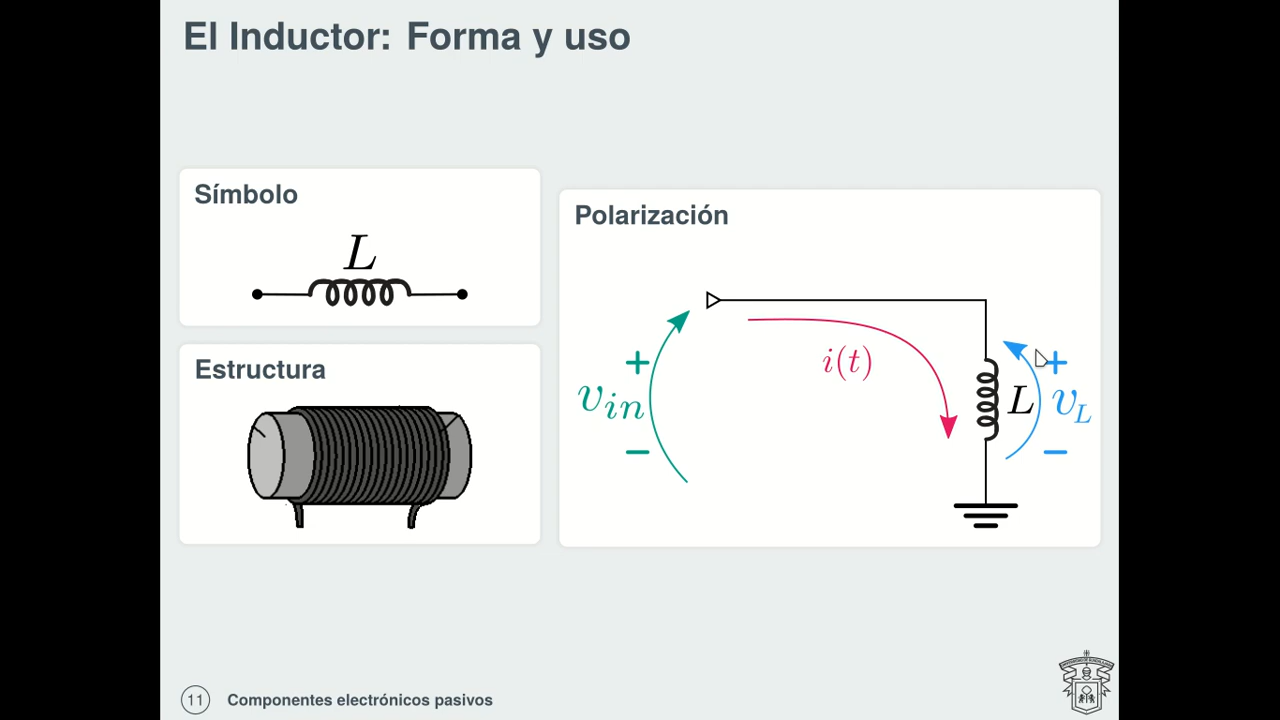 El Inductor: Forma y uso
Símbolo
L
Estructura
Polarización
+
v_in
−
i(t)
L
+
v_L
−
11 Componentes electrónicos pasivos